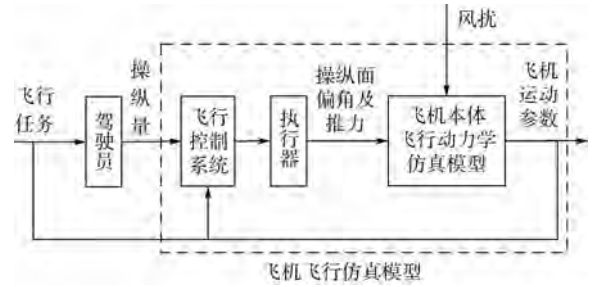 风扰
飞行
任务
操
纵
量
驾
驶
员
飞行
控制
系统
执
行
器
操纵面
偏角及
推力
飞机本体
飞行动力学
仿真模型
飞机
运动
参数
飞机飞行仿真模型